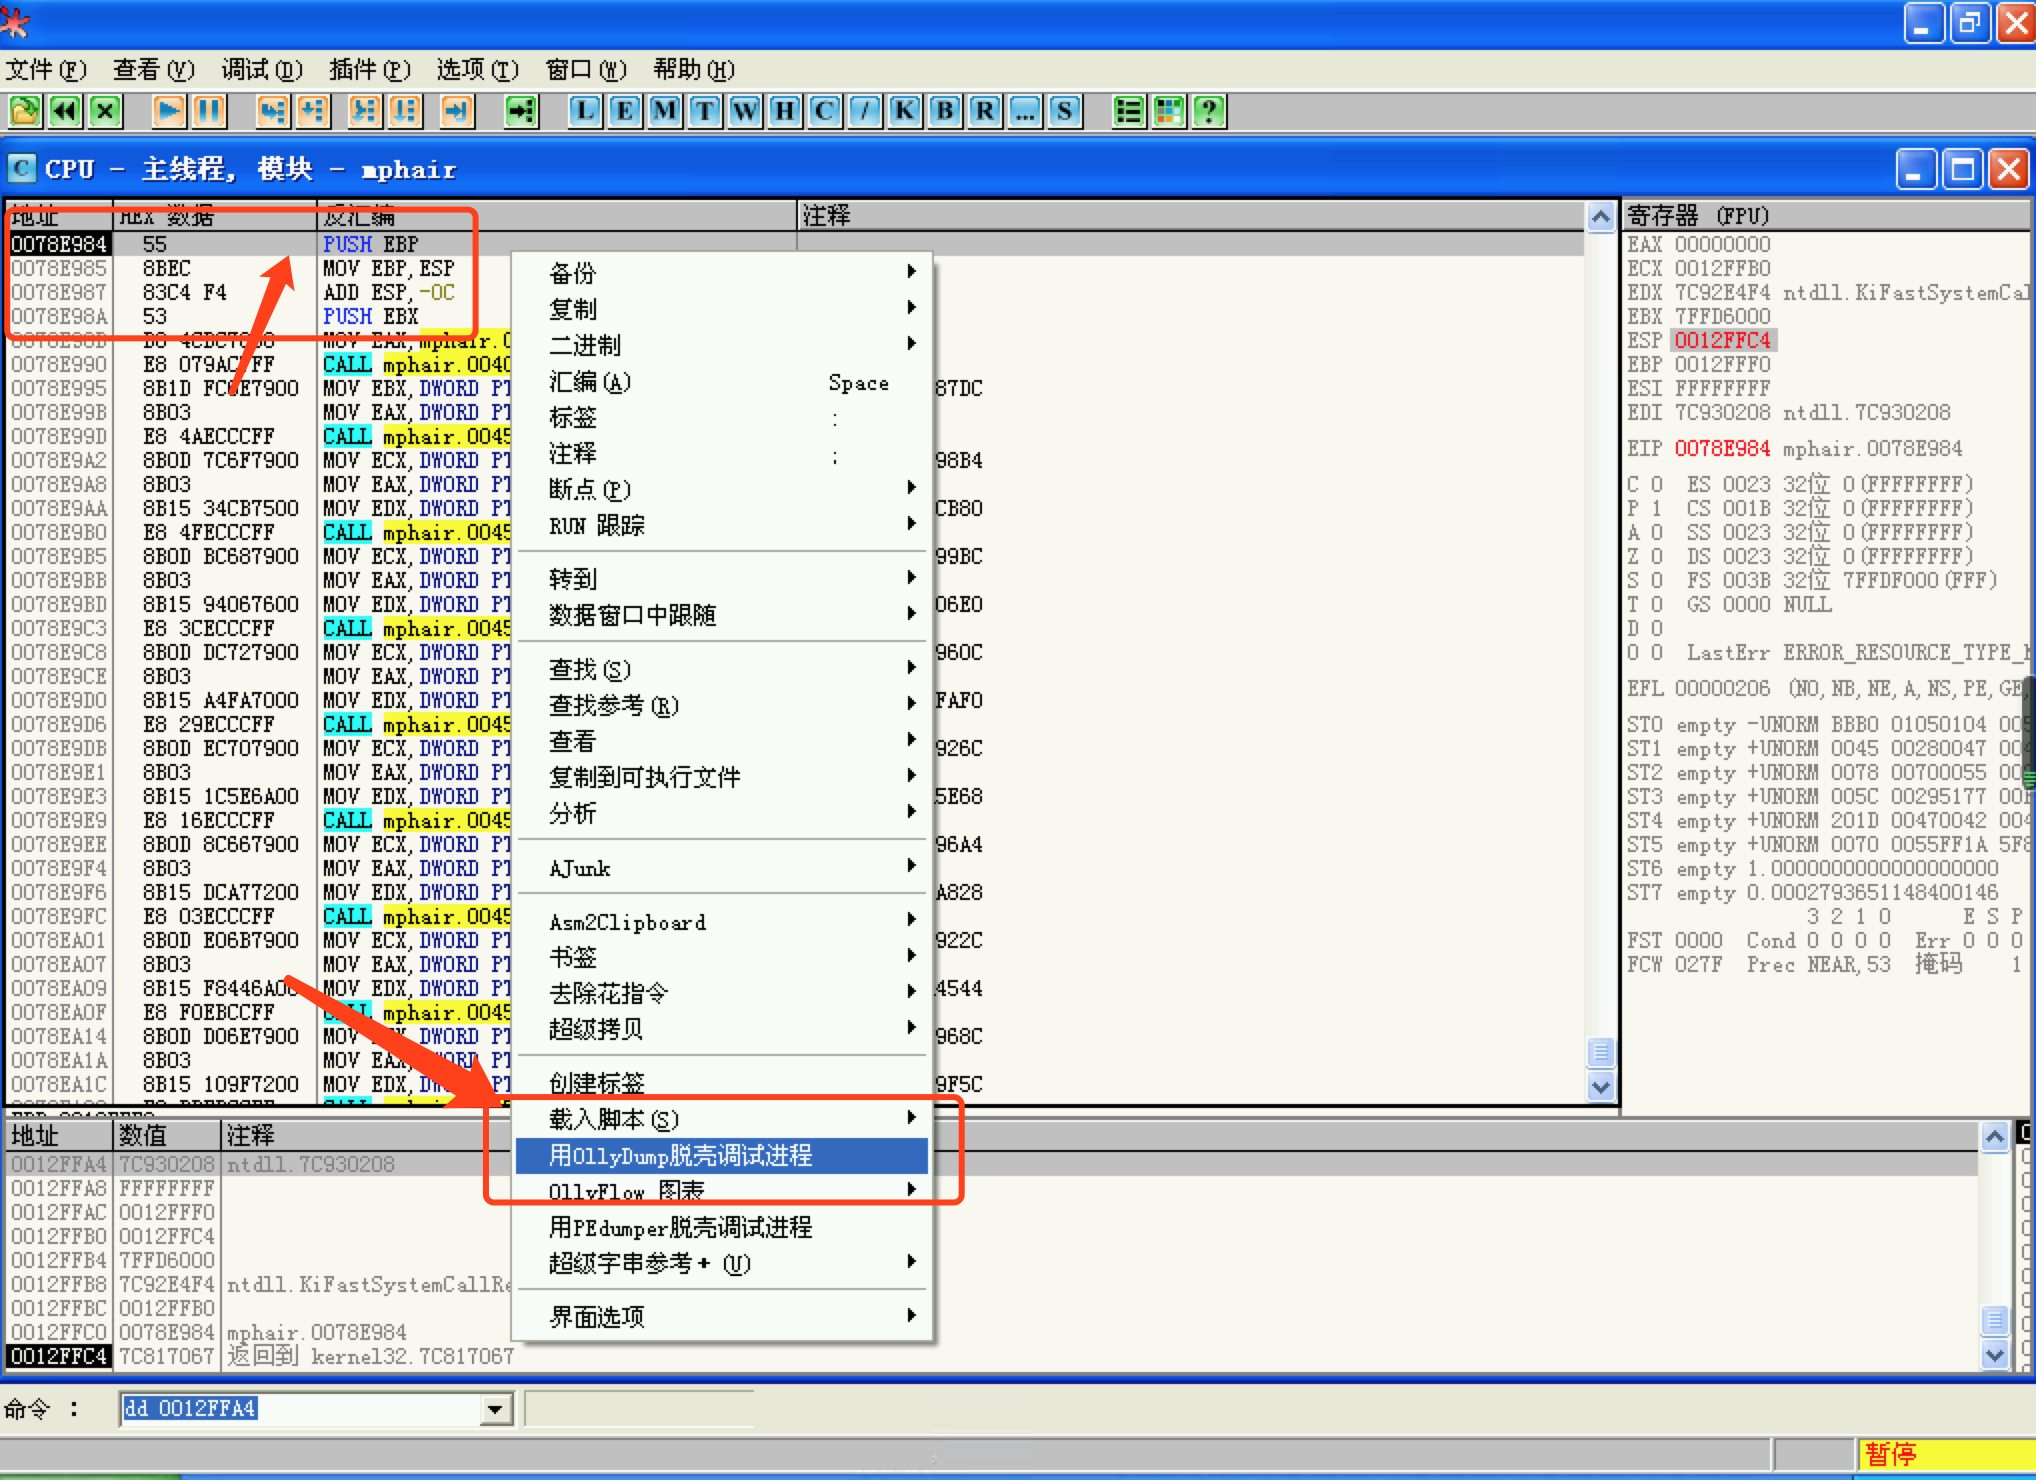 文件(F) 查看(V) 调试(D) 插件(P) 选项(T) 窗口(W) 帮助(H)
L E M T W H C / K B R ... S ?
C CPU - 主线程, 模块 - mphair
地址 HEX 数据 反汇编 注释
0078E984 55 PUSH EBP
0078E985 8BEC MOV EBP,ESP
0078E987 83C4 F4 ADD ESP,-0C
0078E98A 53 PUSH EBX
MOV EAX,mphair.0
0078E990 CALL mphair.0040
0078E995 8B1D FC6E7900 MOV EBX,DWORD PT 87DC
0078E99B 8B03 MOV EAX,DWORD PT
0078E99D E8 4AECCCFF CALL mphair.0045
0078E9A2 8B0D 7C6F7900 MOV ECX,DWORD PT 98B4
0078E9A8 8B03 MOV EAX,DWORD PT
0078E9AA 8B15 34CB7500 MOV EDX,DWORD PT CB80
0078E9B0 E8 4FECCCFF CALL mphair.0045
0078E9B5 8B0D BC687900 MOV ECX,DWORD PT 99BC
0078E9BB 8B03 MOV EAX,DWORD PT
0078E9BD 8B15 94067600 MOV EDX,DWORD PT 06E0
0078E9C3 E8 3CECCCFF CALL mphair.0045
0078E9C8 8B0D DC727900 MOV ECX,DWORD PT 960C
0078E9CE 8B03 MOV EAX,DWORD PT
0078E9D0 8B15 A4FA7000 MOV EDX,DWORD PT FAF0
0078E9D6 E8 29ECCCFF CALL mphair.0045
0078E9DB 8B0D EC707900 MOV ECX,DWORD PT 926C
0078E9E1 8B03 MOV EAX,DWORD PT
0078E9E3 8B15 1C5E6A00 MOV EDX,DWORD PT 5E68
0078E9E9 E8 16ECCCFF CALL mphair.0045
0078E9EE 8B0D 8C667900 MOV ECX,DWORD PT 96A4
0078E9F4 8B03 MOV EAX,DWORD PT
0078E9F6 8B15 DCA77200 MOV EDX,DWORD PT A828
0078E9FC E8 03ECCCFF CALL mphair.0045
0078EA01 8B0D E06B7900 MOV ECX,DWORD PT 922C
0078EA07 8B03 MOV EAX,DWORD PT
0078EA09 8B15 F8446A00 MOV EDX,DWORD PT 4544
0078EA0F E8 F0EBCCFF CALL mphair.0045
0078EA14 8B0D D06E7900 MOV ECX,DWORD PT 968C
0078EA1A 8B03 MOV EAX,DWORD PT
0078EA1C 8B15 109F7200 MOV EDX,DWORD PT 9F5C
备份
复制
二进制
汇编(A) Space
标签 :
注释 ;
断点(P)
RUN 跟踪
转到
数据窗口中跟随
查找(S)
查找参考(R)
查看
复制到可执行文件
分析
AJunk
Asm2Clipboard
书签
去除花指令
超级拷贝
创建标签
载入脚本(S)
用OllyDump脱壳调试进程
OllyFlow 图表
用PEdumper脱壳调试进程
超级字串参考+ (U)
界面选项
寄存器 (FPU)
EAX 00000000
ECX 0012FFB0
EDX 7C92E4F4 ntdll.KiFastSystemCal
EBX 7FFD6000
ESP 0012FFC4
EBP 0012FFF0
ESI FFFFFFFF
EDI 7C930208 ntdll.7C930208
EIP 0078E984 mphair.0078E984
C 0 ES 0023 32位 0(FFFFFFFF)
P 1 CS 001B 32位 0(FFFFFFFF)
A 0 SS 0023 32位 0(FFFFFFFF)
Z 0 DS 0023 32位 0(FFFFFFFF)
S 0 FS 003B 32位 7FFDF000(FFF)
T 0 GS 0000 NULL
D 0
O 0 LastErr ERROR_RESOURCE_TYPE_
EFL 00000206 (NO,NB,NE,A,NS,PE,GE,
ST0 empty -UNORM BBB0 01050104
ST1 empty +UNORM 0045 00280047
ST2 empty +UNORM 0078 00700055
ST3 empty +UNORM 005C 00295177
ST4 empty +UNORM 201D 00470042
ST5 empty +UNORM 0070 0055FF1A
ST6 empty 1.0000000000000000000
ST7 empty 0.0002793651148400146
3 2 1 0 E S P
FST 0000 Cond 0 0 0 0 Err 0 0 0
FCW 027F Prec NEAR,53 掩码 1
地址 数值 注释
0012FFA4 7C930208 ntdll.7C930208
0012FFA8 FFFFFFFF
0012FFAC 0012FFF0
0012FFB0 0012FFC4
0012FFB4 7FFD6000
0012FFB8 7C92E4F4 ntdll.KiFastSystemCallRe
0012FFBC 0012FFB0
0012FFC0 0078E984 mphair.0078E984
0012FFC4 7C817067 返回到 kernel32.7C817067
命令 : dd 0012FFA4
暂停